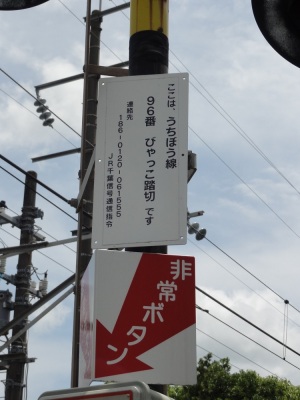 ここは、うちぼう線
96番　びゃっこ踏切です
連絡先
186-0120-061555
JR千葉信号通信指令
非常ボタン